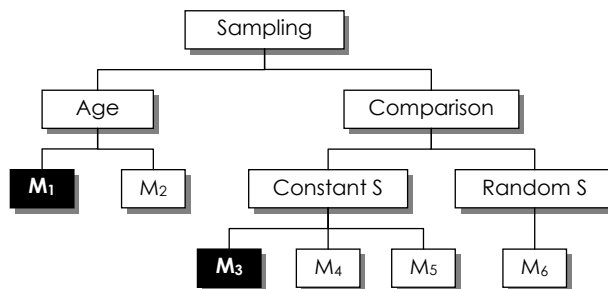 Sampling
Age
Comparison
M₁
M₂
Constant S
Random S
M₃
M₄
M₅
M₆